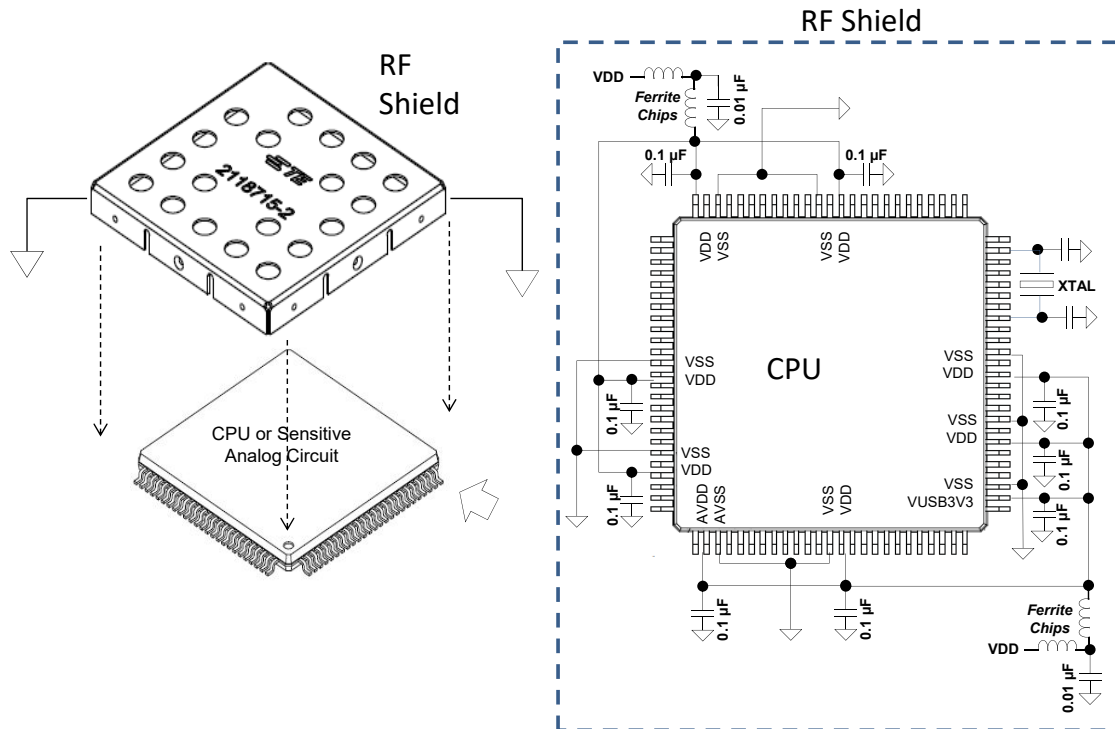 RF Shield
RF
Shield
TE
2118715-2
CPU or Sensitive
Analog Circuit
VDD
Ferrite
Chips
0.01 µF
0.1 µF
0.1 µF
VDD
VSS
VSS
VDD
XTAL
VSS
VDD
0.1 µF
CPU
VSS
VDD
0.1 µF
VSS
VDD
0.1 µF
VSS
VDD
0.1 µF
VSS
VUSB3V3
0.1 µF
AVDD
AVSS
VSS
VDD
0.1 µF
0.1 µF
Ferrite
Chips
VDD
0.01 µF